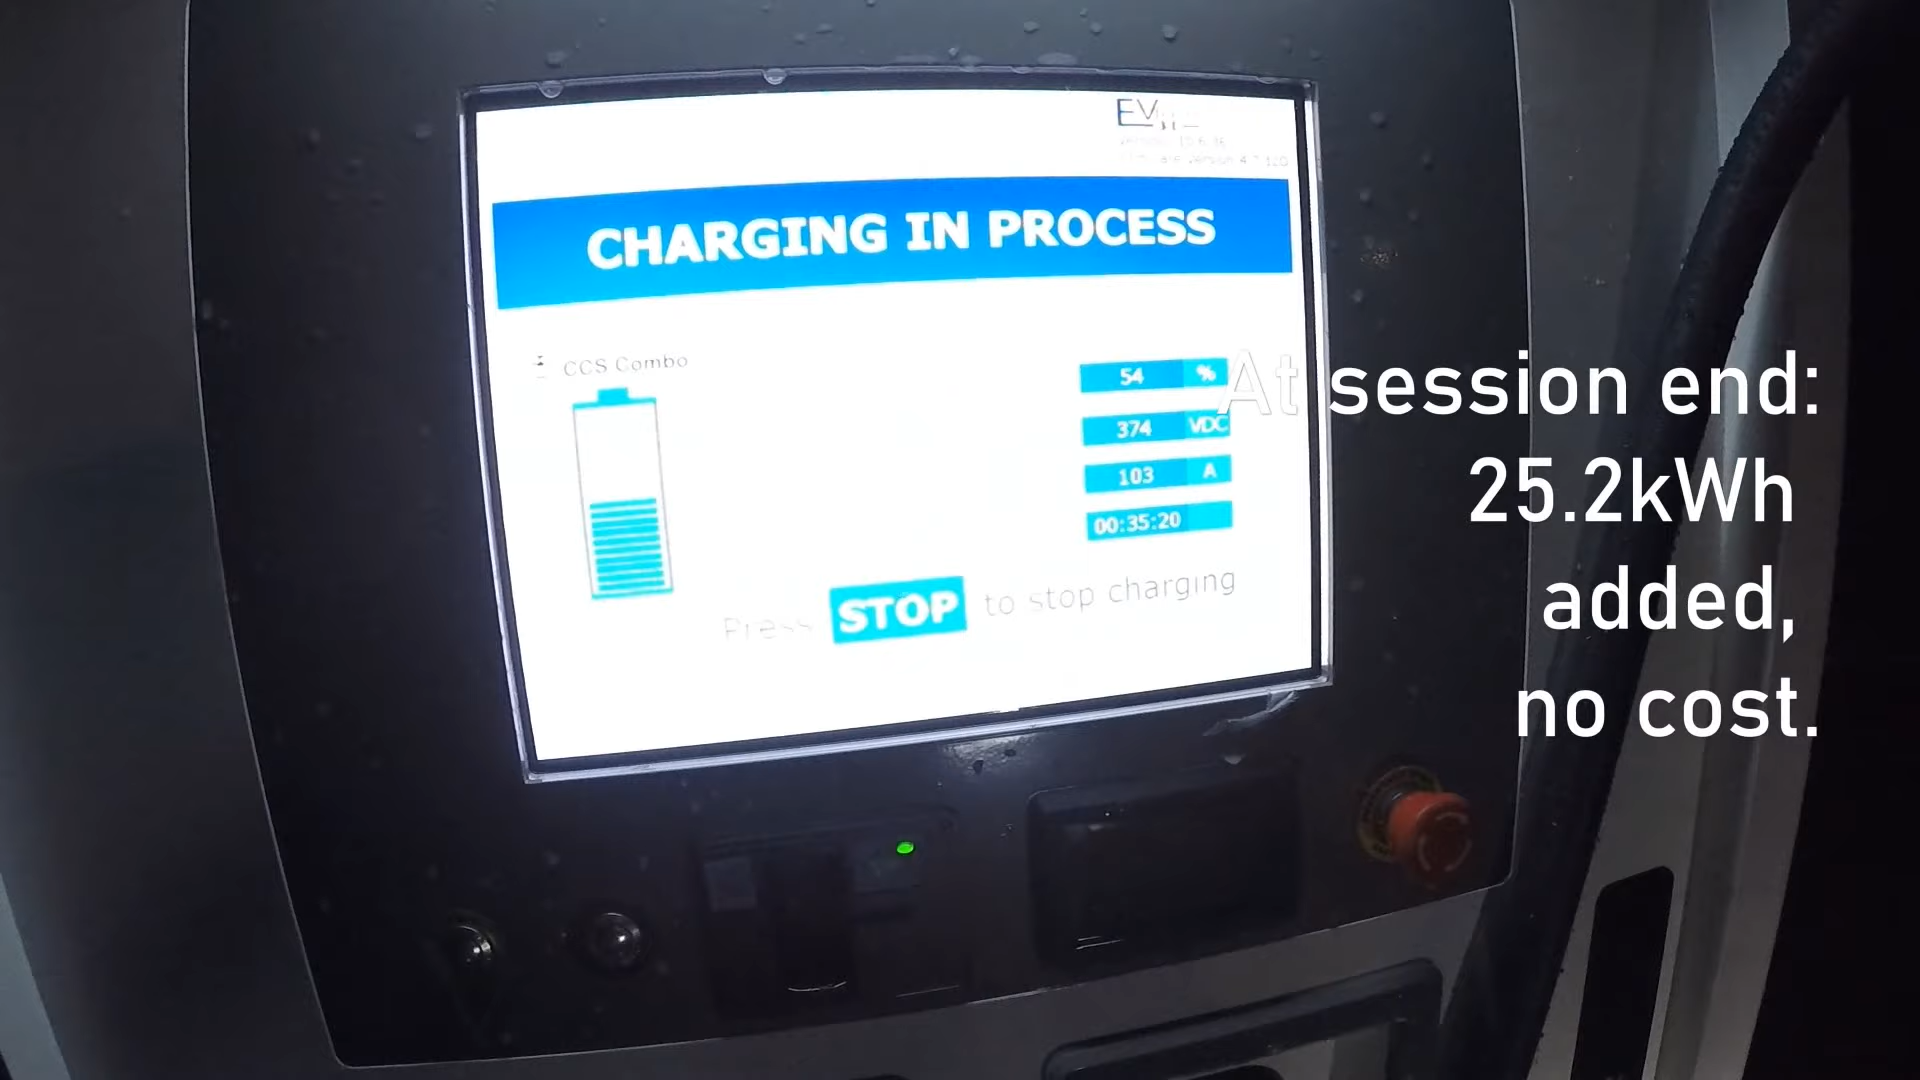 EV
CHARGING IN PROCESS
CCS Combo
54 %
374 VDC
103 A
00:35:20
Press STOP to stop charging
At session end:
25.2kWh
added,
no cost.